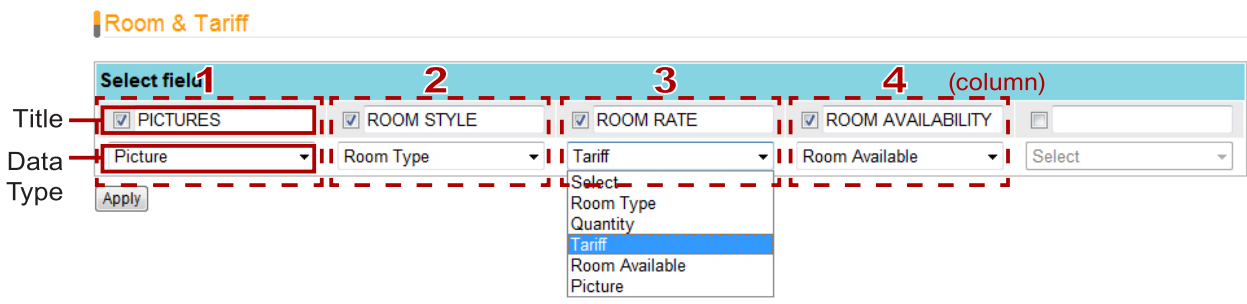 Room & Tariff
Select field 1 2 3 4 (column)
Title PICTURES ROOM STYLE ROOM RATE ROOM AVAILABILITY
Data Type Picture Room Type Tariff Room Available Select
Apply
Select
Room Type
Quantity
Tariff
Room Available
Picture